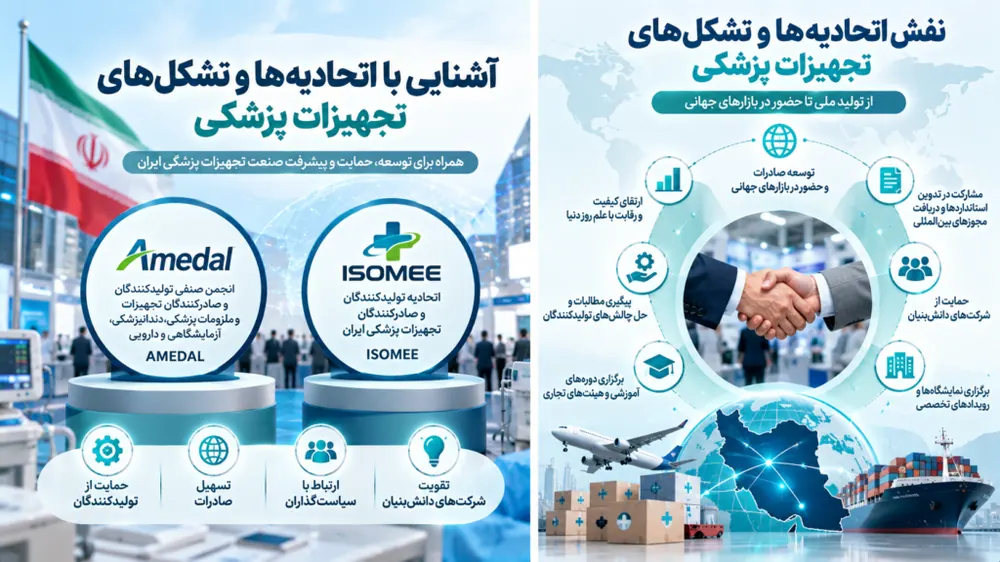 آشنایی با اتحادیه‌ها و تشکل‌های
تجهیزات پزشکی
همراه برای توسعه، حمایت و پیشرفت صنعت تجهیزات پزشکی ایران
Amedal
انجمن صنفی تولیدکنندگان
و صادرکنندگان تجهیزات
و ملزومات پزشکی، دندانپزشکی،
آزمایشگاهی و دارویی
AMEDAL
ISOMEE
اتحادیه تولیدکنندگان
و صادرکنندگان
تجهیزات پزشکی ایران
ISOMEE
تقویت
شرکت‌های دانش‌بنیان
ارتباط با
سیاست‌گذاران
تسهیل
صادرات
حمایت از
تولیدکنندگان
نقش اتحادیه‌ها و تشکل‌های
تجهیزات پزشکی
از تولید ملی تا حضور در بازارهای جهانی
توسعه صادرات
و حضور در بازارهای جهانی
مشارکت در تدوین
استانداردها و دریافت
مجوزهای بین‌المللی
ارتقای کیفیت
و رقابت با علم روز دنیا
حمایت از
شرکت‌های دانش‌بنیان
پیگیری مطالبات و
حل چالش‌های تولیدکنندگان
برگزاری نمایشگاه‌ها و
رویدادهای تخصصی
برگزاری دوره‌های
آموزشی و هیئت‌های تجاری